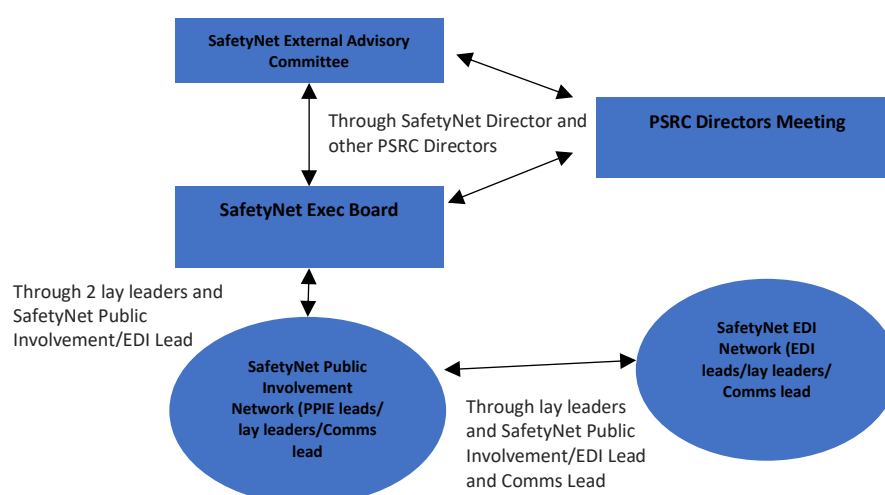 SafetyNet External Advisory
Committee
Through SafetyNet Director and
other PSRC Directors
PSRC Directors Meeting
SafetyNet Exec Board
Through 2 lay leaders and
SafetyNet Public
Involvement/EDI Lead
SafetyNet Public
Involvement
Network (PPIE leads/
lay leaders/Comms
lead
Through lay leaders
and SafetyNet Public
Involvement/EDI Lead
and Comms Lead
SafetyNet EDI
Network (EDI
leads/lay leaders/
Comms lead